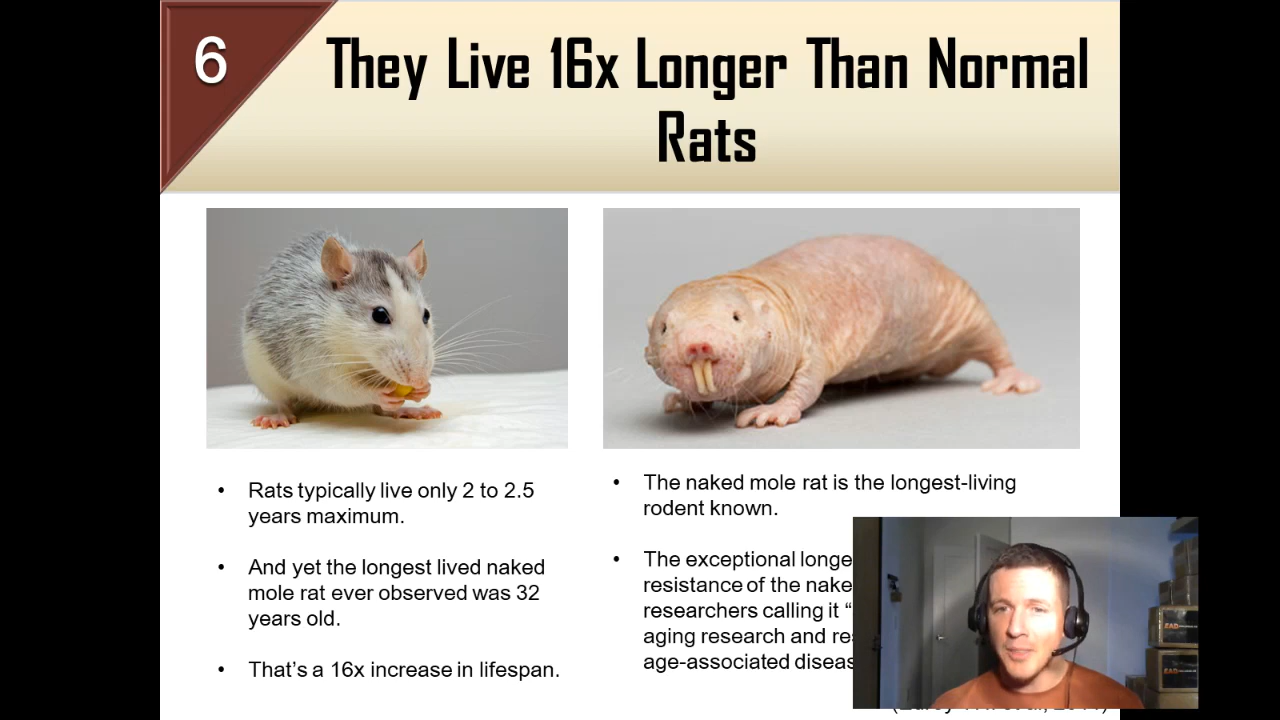 6
They Live 16x Longer Than Normal
Rats
• Rats typically live only 2 to 2.5
years maximum.
• And yet the longest lived naked
mole rat ever observed was 32
years old.
• That’s a 16x increase in lifespan.
• The naked mole rat is the longest-living
rodent known.
• The exceptional longe
resistance of the nake
researchers calling it “
aging research and re
age-associated diseas
EAD